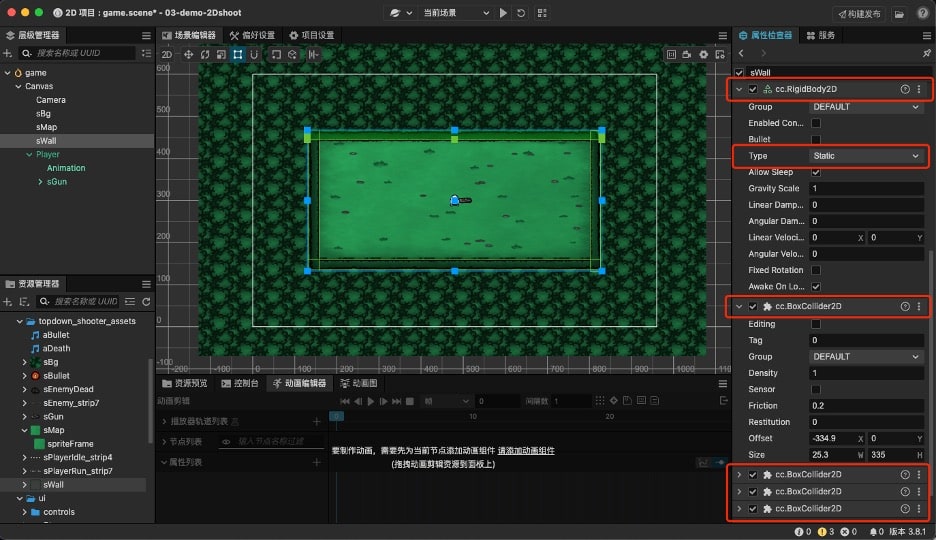 2D 项目：game.scene* - 03-demo-2Dshoot
当前场景
构建发布
层级管理器
搜索名称或 UUID
game
Canvas
Camera
sBg
sMap
sWall
Player
Animation
sGun
资源管理器
搜索名称或 UUID
topdown_shooter_assets
aBullet
aDeath
sBg
sBullet
sEnemyDead
sEnemy_strip7
sGun
sMap
spriteFrame
sPlayerIdle_strip4
sPlayerRun_strip7
sWall
ui
controls
场景编辑器
偏好设置
项目设置
2D
600
500
400
300
200
100
0
-100
-200
-100
0
100
200
300
400
500
600
700
800
900
1000
1100
资源预览
控制台
动画编辑器
动画图
动画剪辑
帧
0
间隔数
1
播放器轨道列表
0
10
20
节点列表
输入节点名称过滤
属性列表
要制作动画，需要先为当前节点添加动画组件 请添加动画组件
(拖拽动画剪辑资源到面板上)
属性检查器
服务
sWall
cc.RigidBody2D
Group
DEFAULT
Enabled Con...
Bullet
Type
Static
Allow Sleep
Gravity Scale
1
Linear Damp...
0
Angular Dam...
0
Linear Veloci...
0 X 0 Y
Angular Veloc...
0
Fixed Rotation
Awake On Lo...
cc.BoxCollider2D
Editing
Tag
0
Group
DEFAULT
Density
1
Sensor
Friction
0.2
Restitution
0
Offset
-334.9 X 0 Y
Size
25.3 W 335 H
cc.BoxCollider2D
cc.BoxCollider2D
cc.BoxCollider2D
0 3 0 0 版本 3.8.1